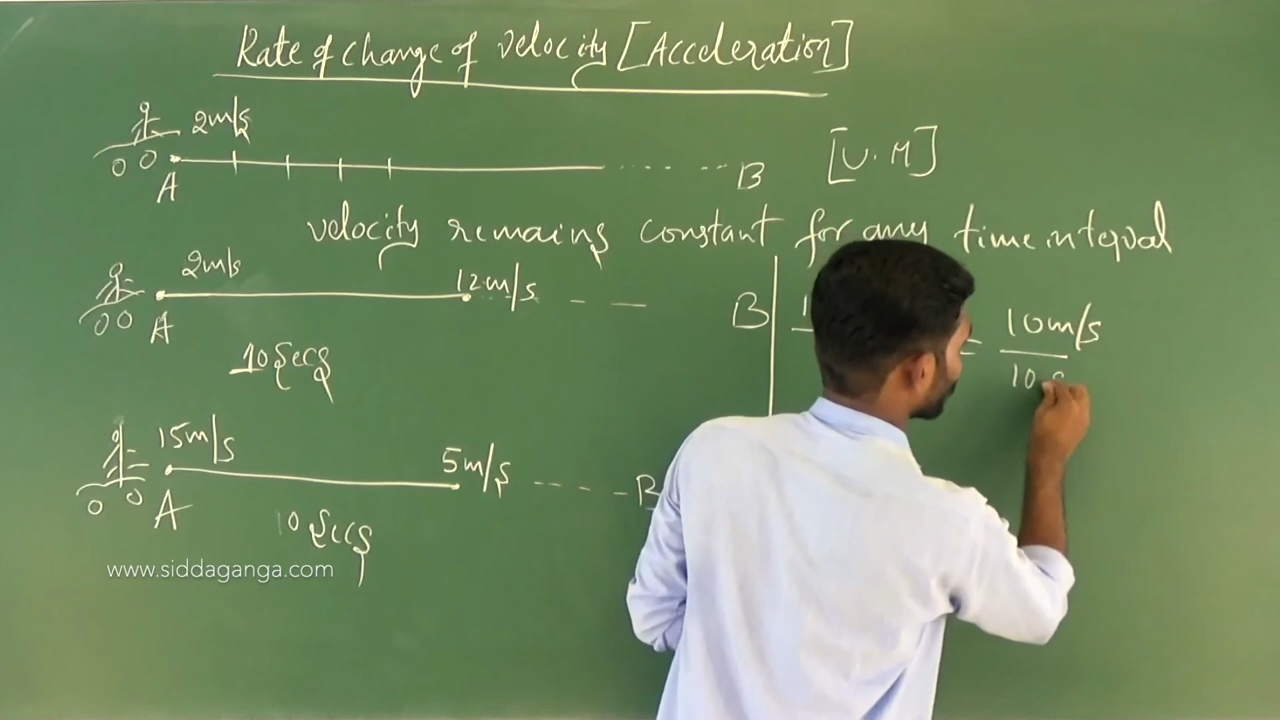 Rate of change of velocity [Acceleration]
2m/s
A B [U.M]
velocity remains constant for any time interval
2m/s 12m/s
A B
= 10m/s
10 s
10 secs
15m/s 5m/s
A B
10 secs
www.siddaganga.com